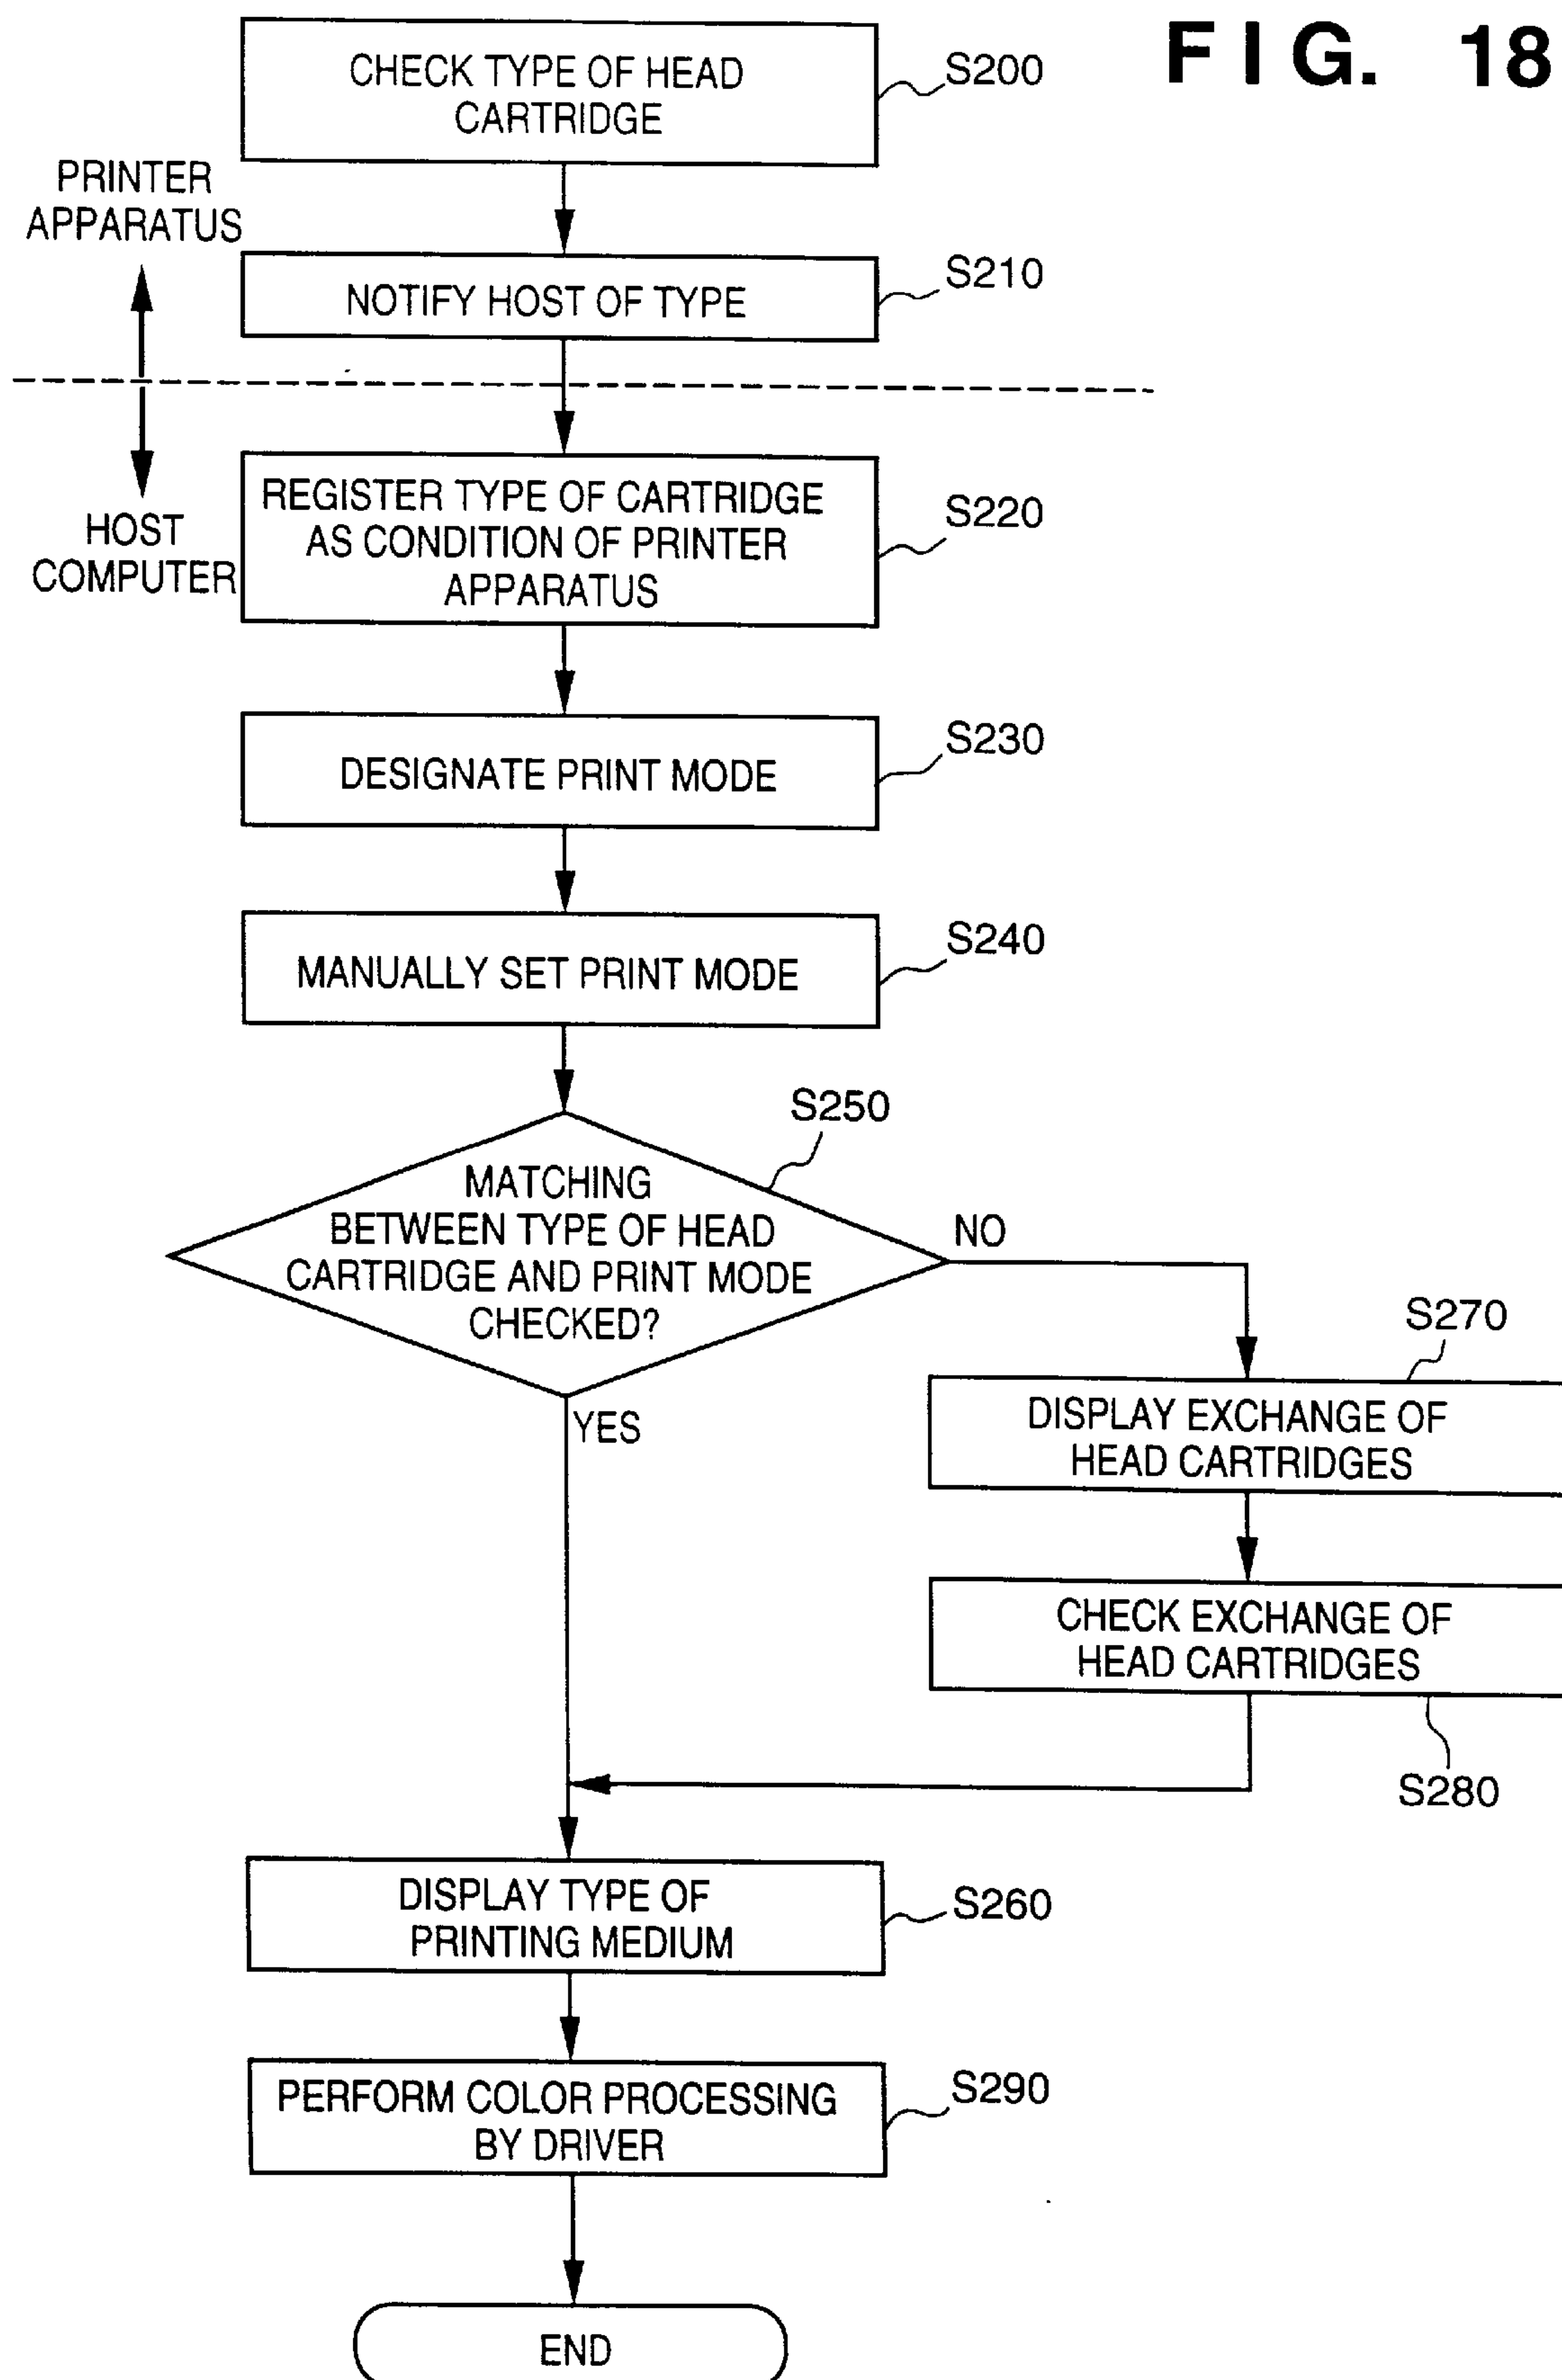 FIG. 18
CHECK TYPE OF HEAD
CARTRIDGE
S200
PRINTER
APPARATUS
NOTIFY HOST OF TYPE
S210
HOST
COMPUTER
REGISTER TYPE OF CARTRIDGE
AS CONDITION OF PRINTER
APPARATUS
S220
DESIGNATE PRINT MODE
S230
MANUALLY SET PRINT MODE
S240
S250
MATCHING
BETWEEN TYPE OF HEAD
CARTRIDGE AND PRINT MODE
CHECKED?
NO
YES
S270
DISPLAY EXCHANGE OF
HEAD CARTRIDGES
CHECK EXCHANGE OF
HEAD CARTRIDGES
S280
DISPLAY TYPE OF
PRINTING MEDIUM
S260
PERFORM COLOR PROCESSING
BY DRIVER
S290
END